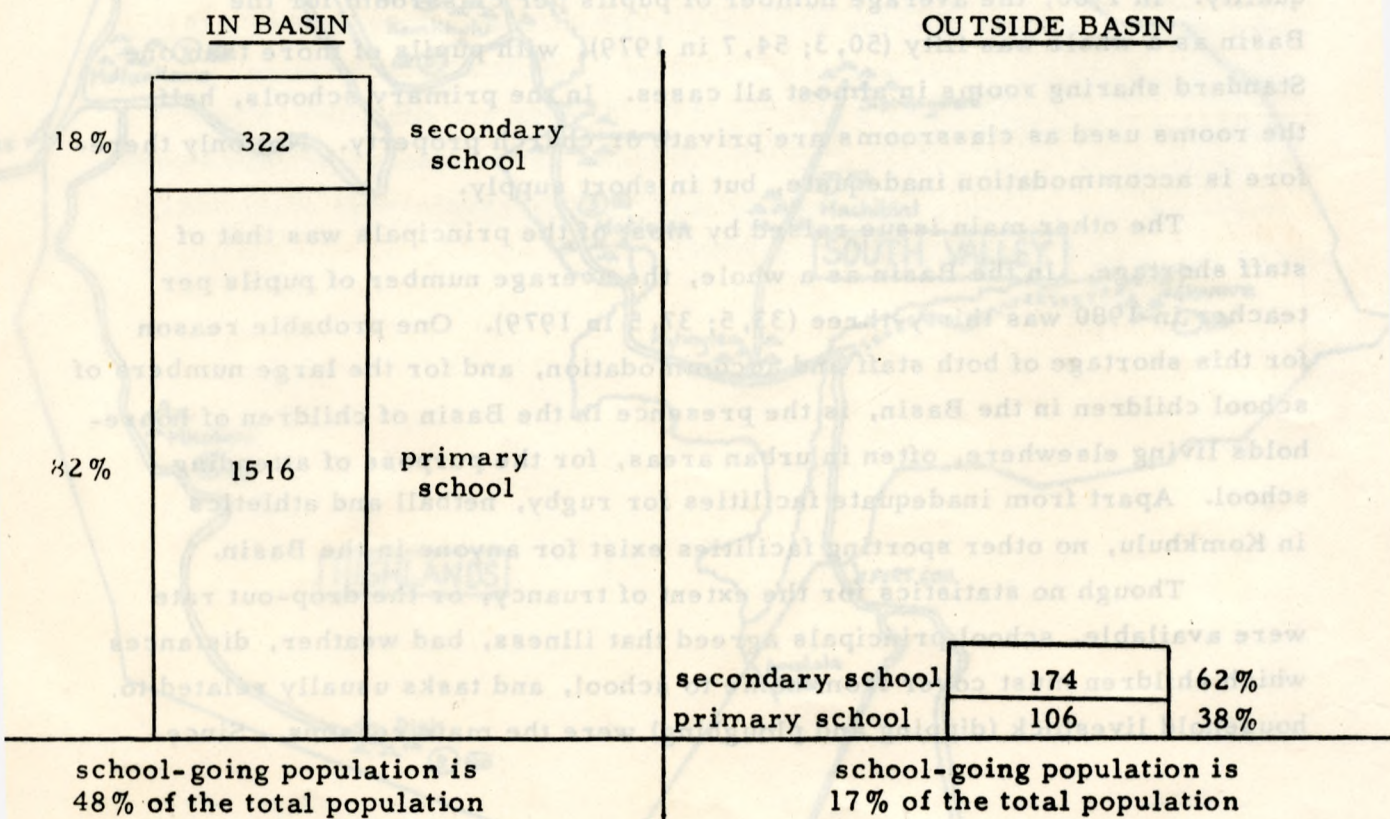 IN BASIN
18% 322 secondary
school
82% 1516 primary
school
school-going population is
48% of the total population
OUTSIDE BASIN
secondary school 174 62%
primary school 106 38%
school-going population is
17% of the total population